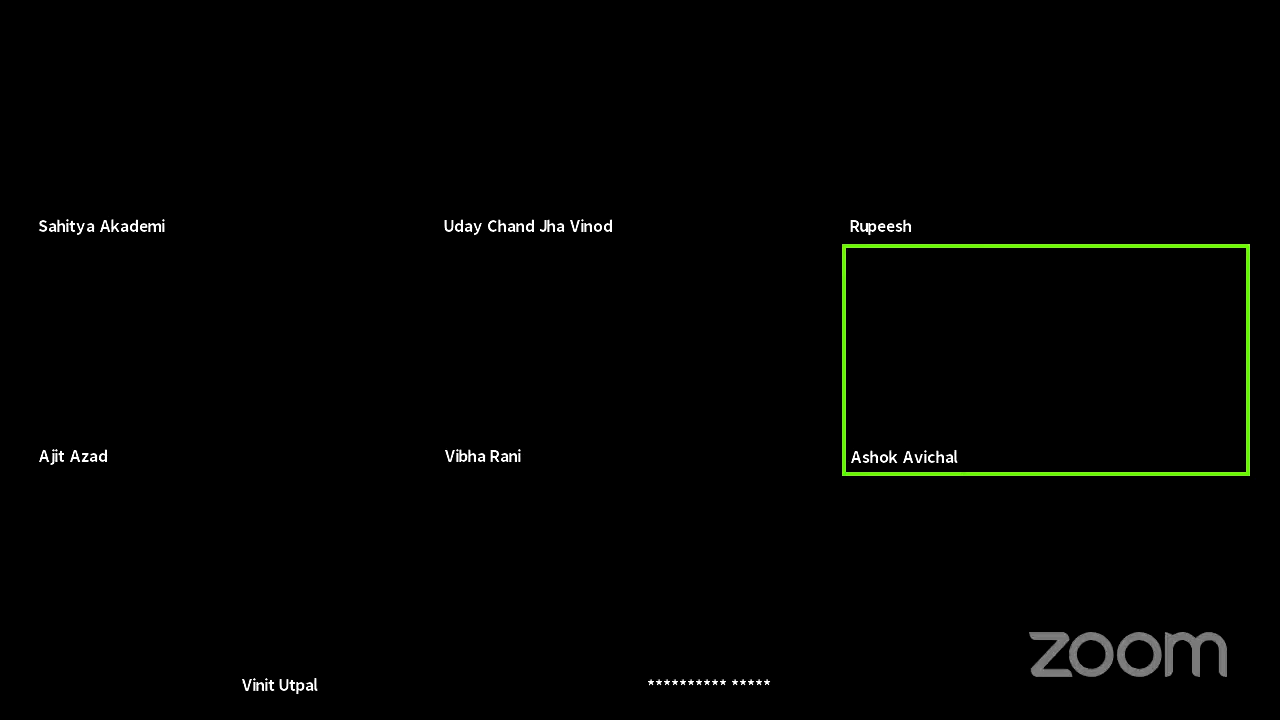 Sahitya Akademi
Uday Chand Jha Vinod
Rupeesh
Ajit Azad
Vibha Rani
Ashok Avichal
Vinit Utpal
********** *****
zoom